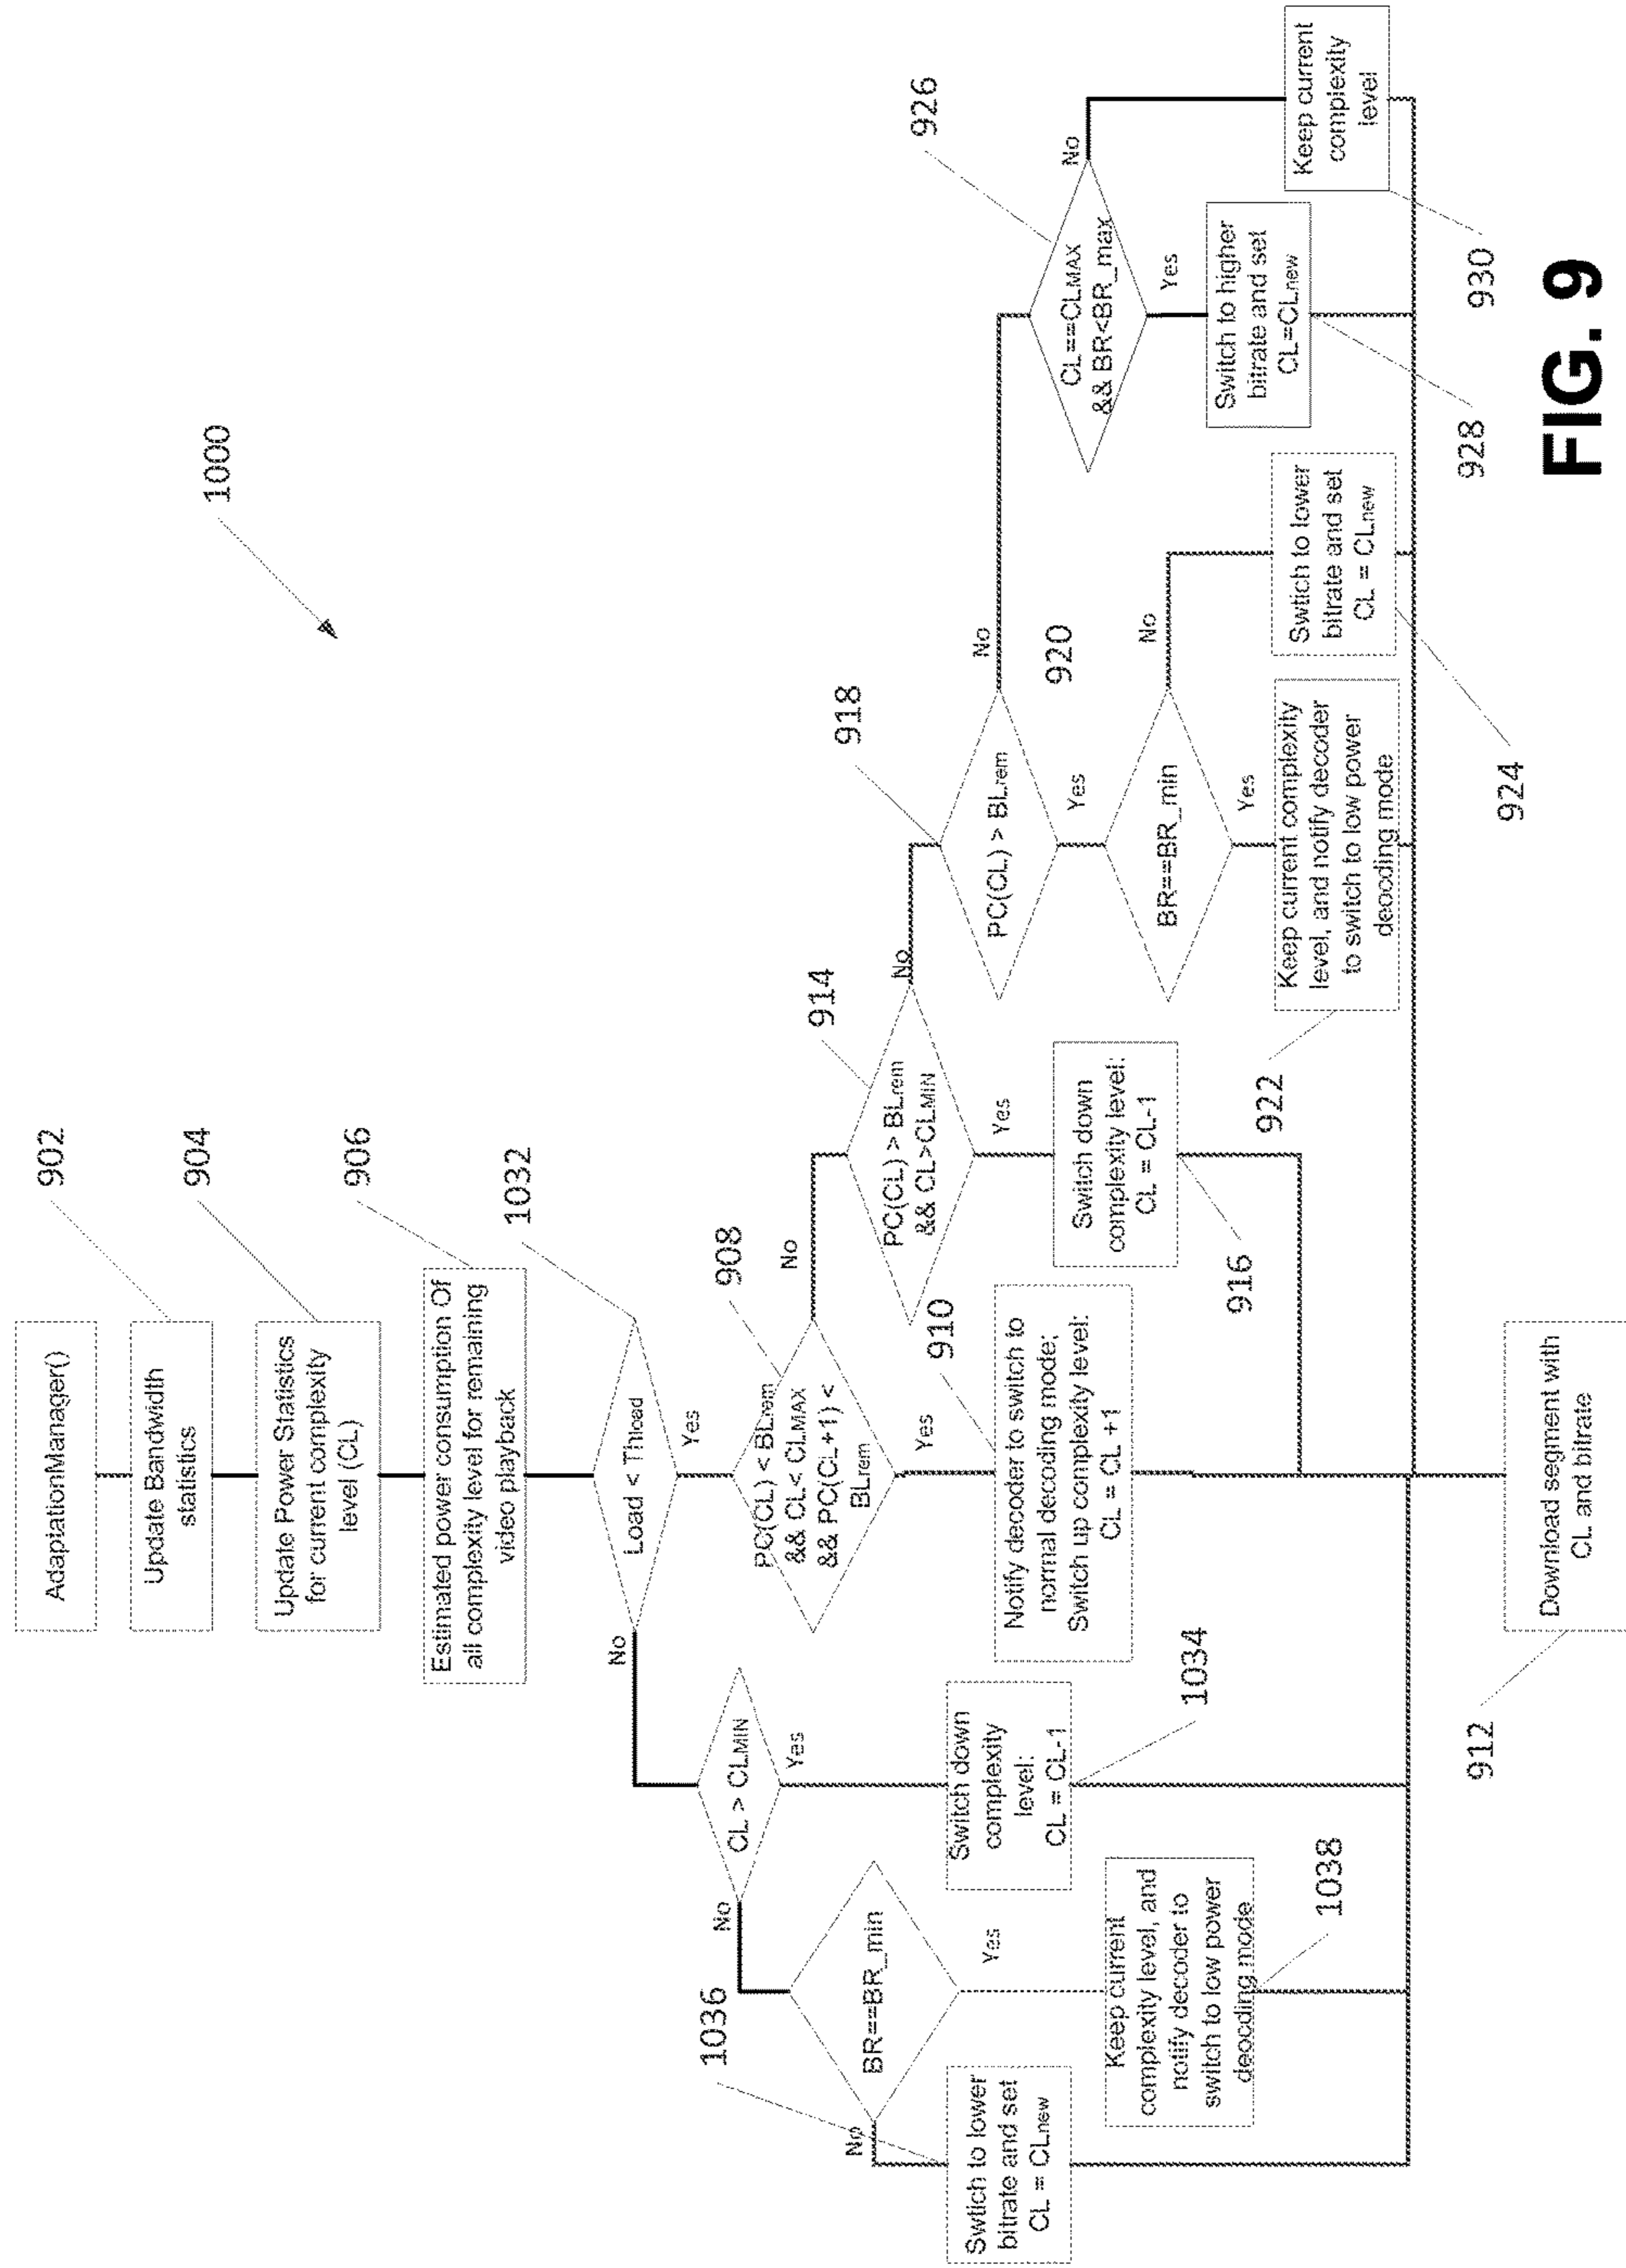 1000
AdaptationManager()
902
Update Bandwidth
statistics
904
Update Power Statistics
for current complexity
level (CL)
906
Estimated power consumption Of
all complexity level for remaining
video playback
1032
Load < Thload
No
Yes
CL > CLMIN
No
Yes
1036
BR==BR_min
No
Yes
Swtich to lower
bitrate and set
CL = CLnew
Keep current
complexity level, and
notify decoder to
switch to low power
deocding mode
1038
Switch down
complexity
level:
CL = CL-1
1034
908
PC(CL) < BLrem
&& CL< CLMAX
&& PC(CL+1) <
BLrem
No
Yes
910
Notify decoder to switch to
normal decoding mode;
Switch up complexity level:
CL = CL +1
914
PC(CL) > BLrem
&& CL>CLMIN
No
Yes
Switch down
complexity level:
CL = CL-1
916
918
PC(CL) > BLrem
No
Yes
920
BR==BR_min
No
Yes
Keep current complexity
level, and notify decoder
to switch to low power
deocding mode
922
Swtich to lower
bitrate and set
CL = CLnew
924
926
CL==CLMAX
&& BR<BR_max
No
Yes
Switch to higher
bitrate and set
CL=CLnew
928
Keep current
complexity
level
930
912
Download segment with
CL and bitrate
FIG. 9